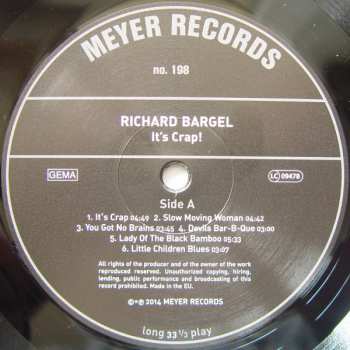 MEYER RECORDS
no. 198
RICHARD BARGEL
It's Crap!
GEMA
LC 09478
Side A
1. It's Crap 04:49 2. Slow Moving Woman 04:42
3. You Got No Brains 03:45 4. Devils Bar-B-Que 03:00
5. Lady Of The Black Bamboo 05:33
6. Little Children Blues 03:07
All rights of the producer and of the owner of the work
reproduced reserved. Unauthorized copying, hiring,
lending, public performance and broadcasting of this
record prohibited. Made in the EU.
©+℗ 2014 MEYER RECORDS
long 33 1/3 play